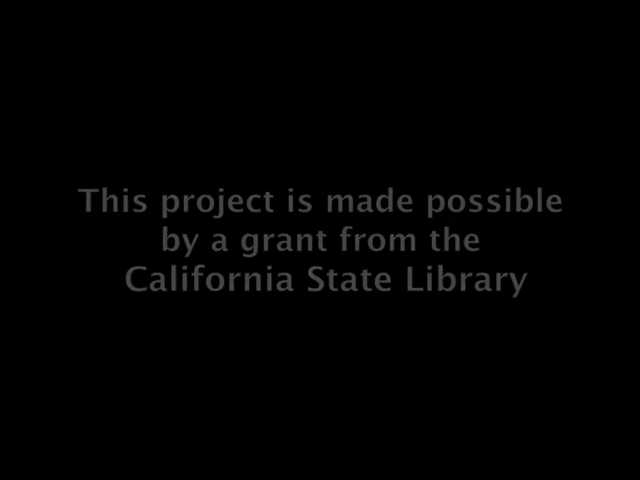 This project is made possible
by a grant from the
California State Library